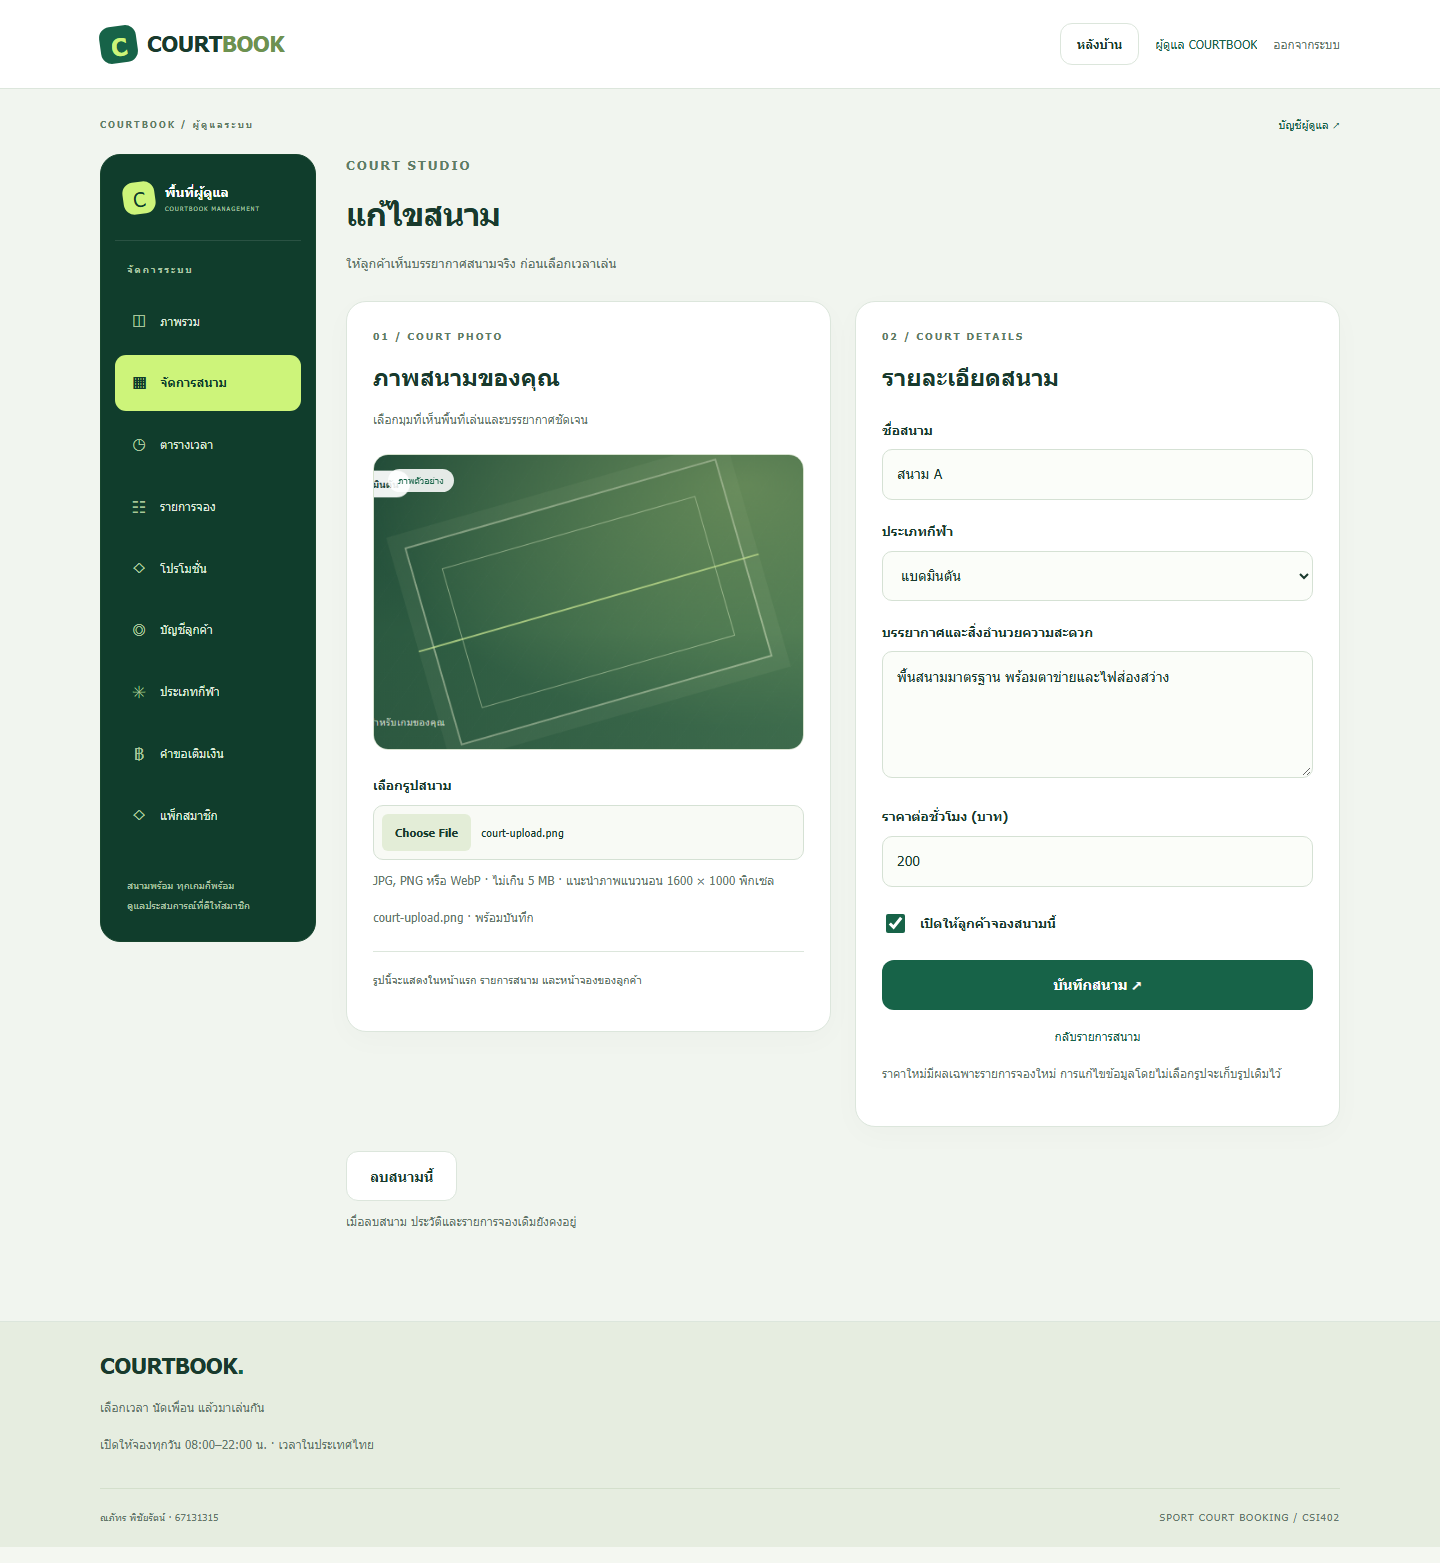 C COURTBOOK
หลังบ้าน ผู้ดูแล COURTBOOK ออกจากระบบ
COURTBOOK / ผู้ดูแลระบบ
บัญชีผู้ดูแล ↗
C พื้นที่ผู้ดูแล
COURTBOOK MANAGEMENT
จัดการระบบ
ภาพรวม
จัดการสนาม
ตารางเวลา
รายการจอง
โปรโมชั่น
บัญชีลูกค้า
ประเภทกีฬา
฿ คำขอเติมเงิน
แพ็กสมาชิก
สนามพร้อม ทุกเกมก็พร้อม
ดูแลประสบการณ์ที่ดีให้สมาชิก
COURT STUDIO
แก้ไขสนาม
ให้ลูกค้าเห็นบรรยากาศสนามจริง ก่อนเลือกเวลาเล่น
01 / COURT PHOTO
ภาพสนามของคุณ
เลือกมุมที่เห็นพื้นที่เล่นและบรรยากาศชัดเจน
ภาพตัวอย่าง
ำหรับเกมของคุณ
เลือกรูปสนาม
Choose File court-upload.png
JPG, PNG หรือ WebP · ไม่เกิน 5 MB · แนะนำภาพแนวนอน 1600 × 1000 พิกเซล
court-upload.png · พร้อมบันทึก
รูปนี้จะแสดงในหน้าแรก รายการสนาม และหน้าจองของลูกค้า
02 / COURT DETAILS
รายละเอียดสนาม
ชื่อสนาม
สนาม A
ประเภทกีฬา
แบดมินตัน
บรรยากาศและสิ่งอำนวยความสะดวก
พื้นสนามมาตรฐาน พร้อมตาข่ายและไฟส่องสว่าง
ราคาต่อชั่วโมง (บาท)
200
เปิดให้ลูกค้าจองสนามนี้
บันทึกสนาม ↗
กลับรายการสนาม
ราคาใหม่มีผลเฉพาะรายการจองใหม่ การแก้ไขข้อมูลโดยไม่เลือกรูปจะเก็บรูปเดิมไว้
ลบสนามนี้
เมื่อลบสนาม ประวัติและรายการจองเดิมยังคงอยู่
COURTBOOK.
เลือกเวลา นัดเพื่อน แล้วมาเล่นกัน
เปิดให้จองทุกวัน 08:00–22:00 น. · เวลาในประเทศไทย
ณภัทร พิชัยรัตน์ · 67131315
SPORT COURT BOOKING / CSI402